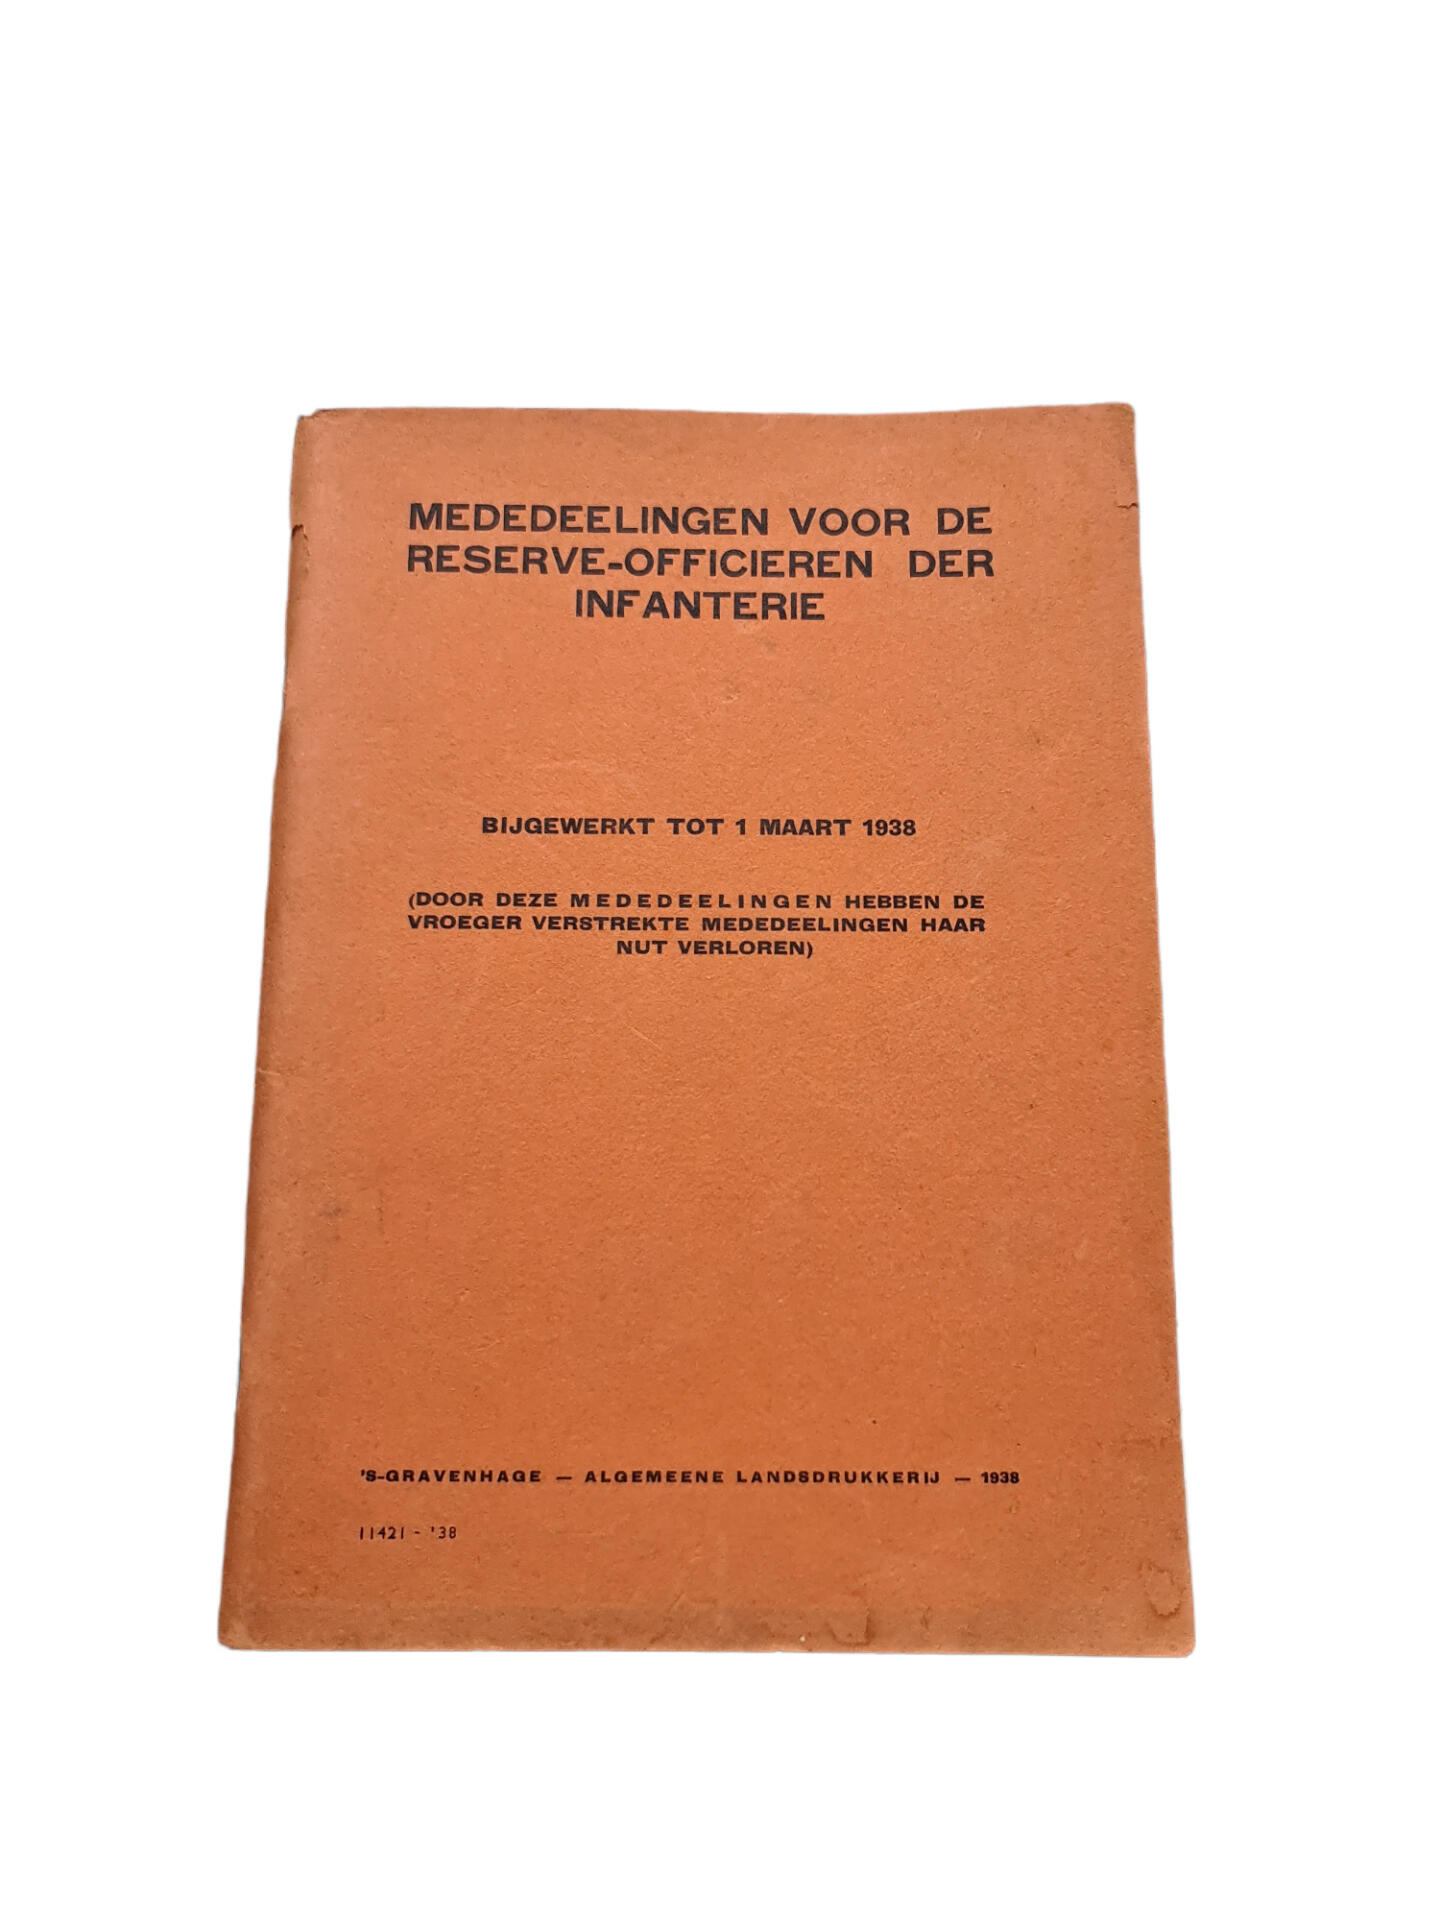 MEDEDEELINGEN VOOR DE
RESERVE-OFFICIEREN DER
INFANTERIE
BIJGEWERKT TOT 1 MAART 1938
(DOOR DEZE MEDEDEELINGEN HEBBEN DE
VROEGER VERSTREKTE MEDEDEELINGEN HAAR
NUT VERLOREN)
'S-GRAVENHAGE — ALGEMEENE LANDSDRUKKERIJ — 1938
11421 - '38